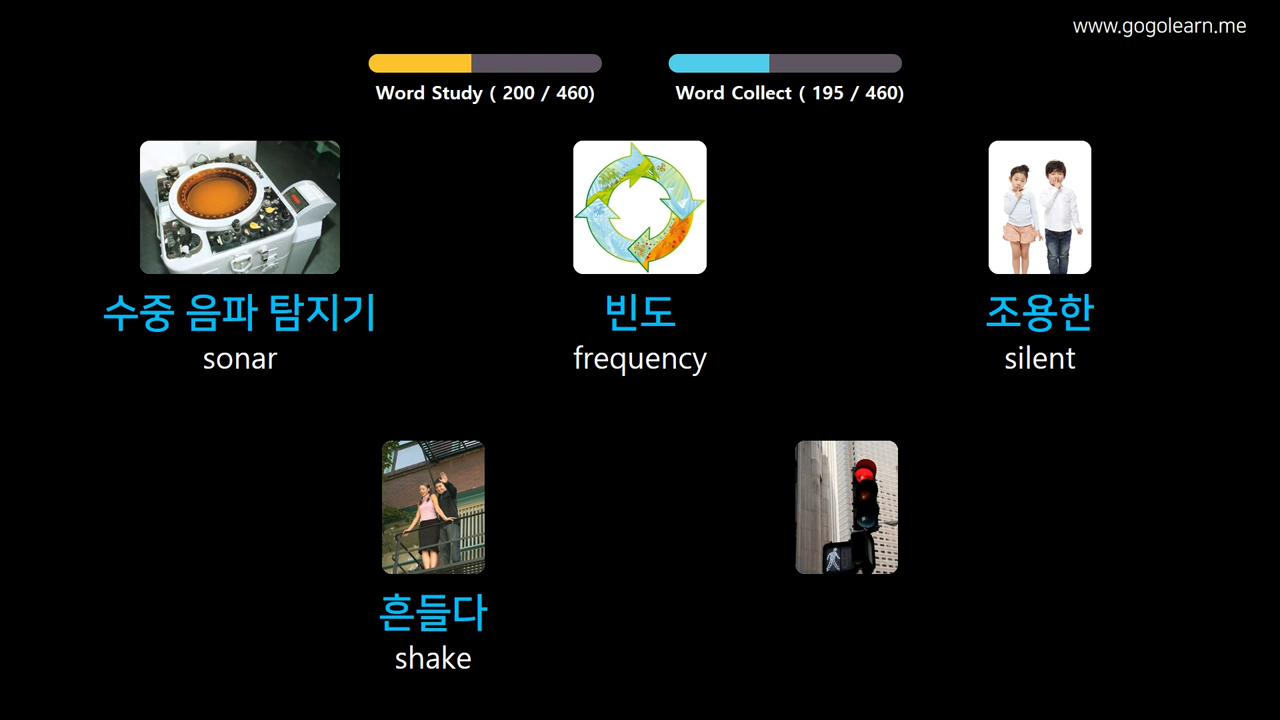 www.gogolearn.me
Word Study ( 200 / 460)
Word Collect ( 195 / 460)
수중 음파 탐지기
sonar
빈도
frequency
조용한
silent
흔들다
shake